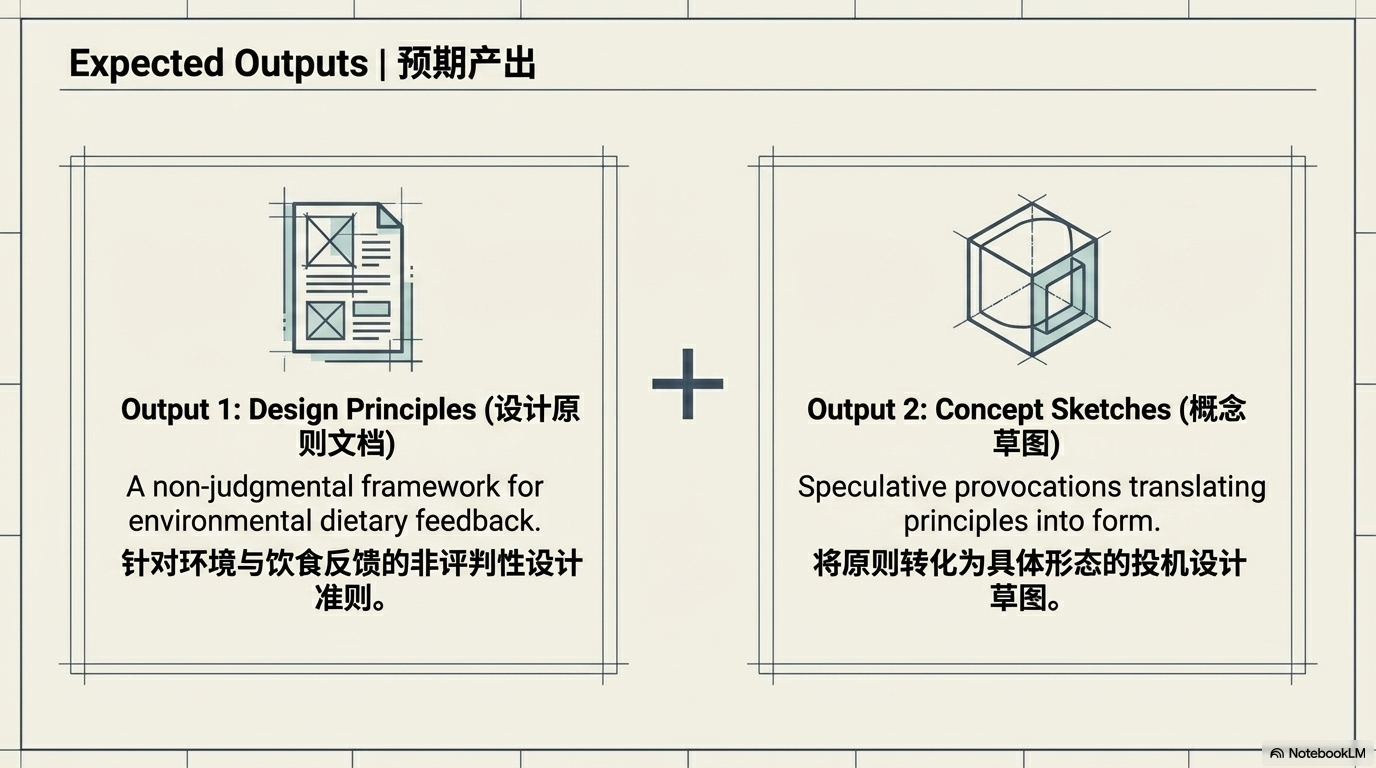 Expected Outputs | 预期产出
Output 1: Design Principles (设计原
则文档)
A non-judgmental framework for
environmental dietary feedback.
针对环境与饮食反馈的非评判性设计
准则。
+
Output 2: Concept Sketches (概念
草图)
Speculative provocations translating
principles into form.
将原则转化为具体形态的投机设计
草图。
NotebookLM